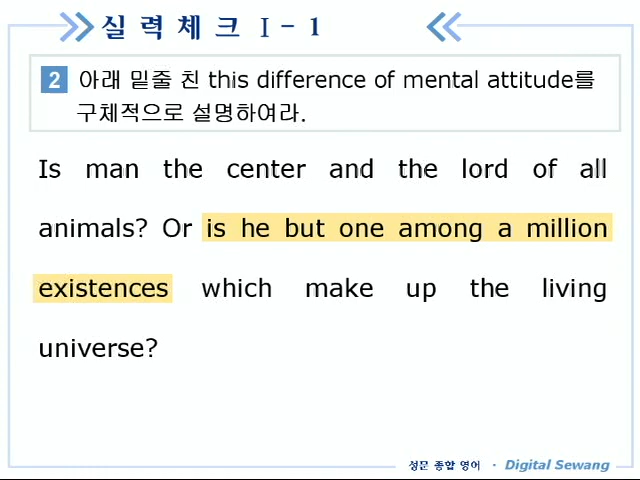 실력체크 I-1
2 아래 밑줄 친 this difference of mental attitude를
구체적으로 설명하여라.
Is man the center and the lord of all
animals? Or is he but one among a million
existences which make up the living
universe?
성문 종합 영어 · Digital Sewang